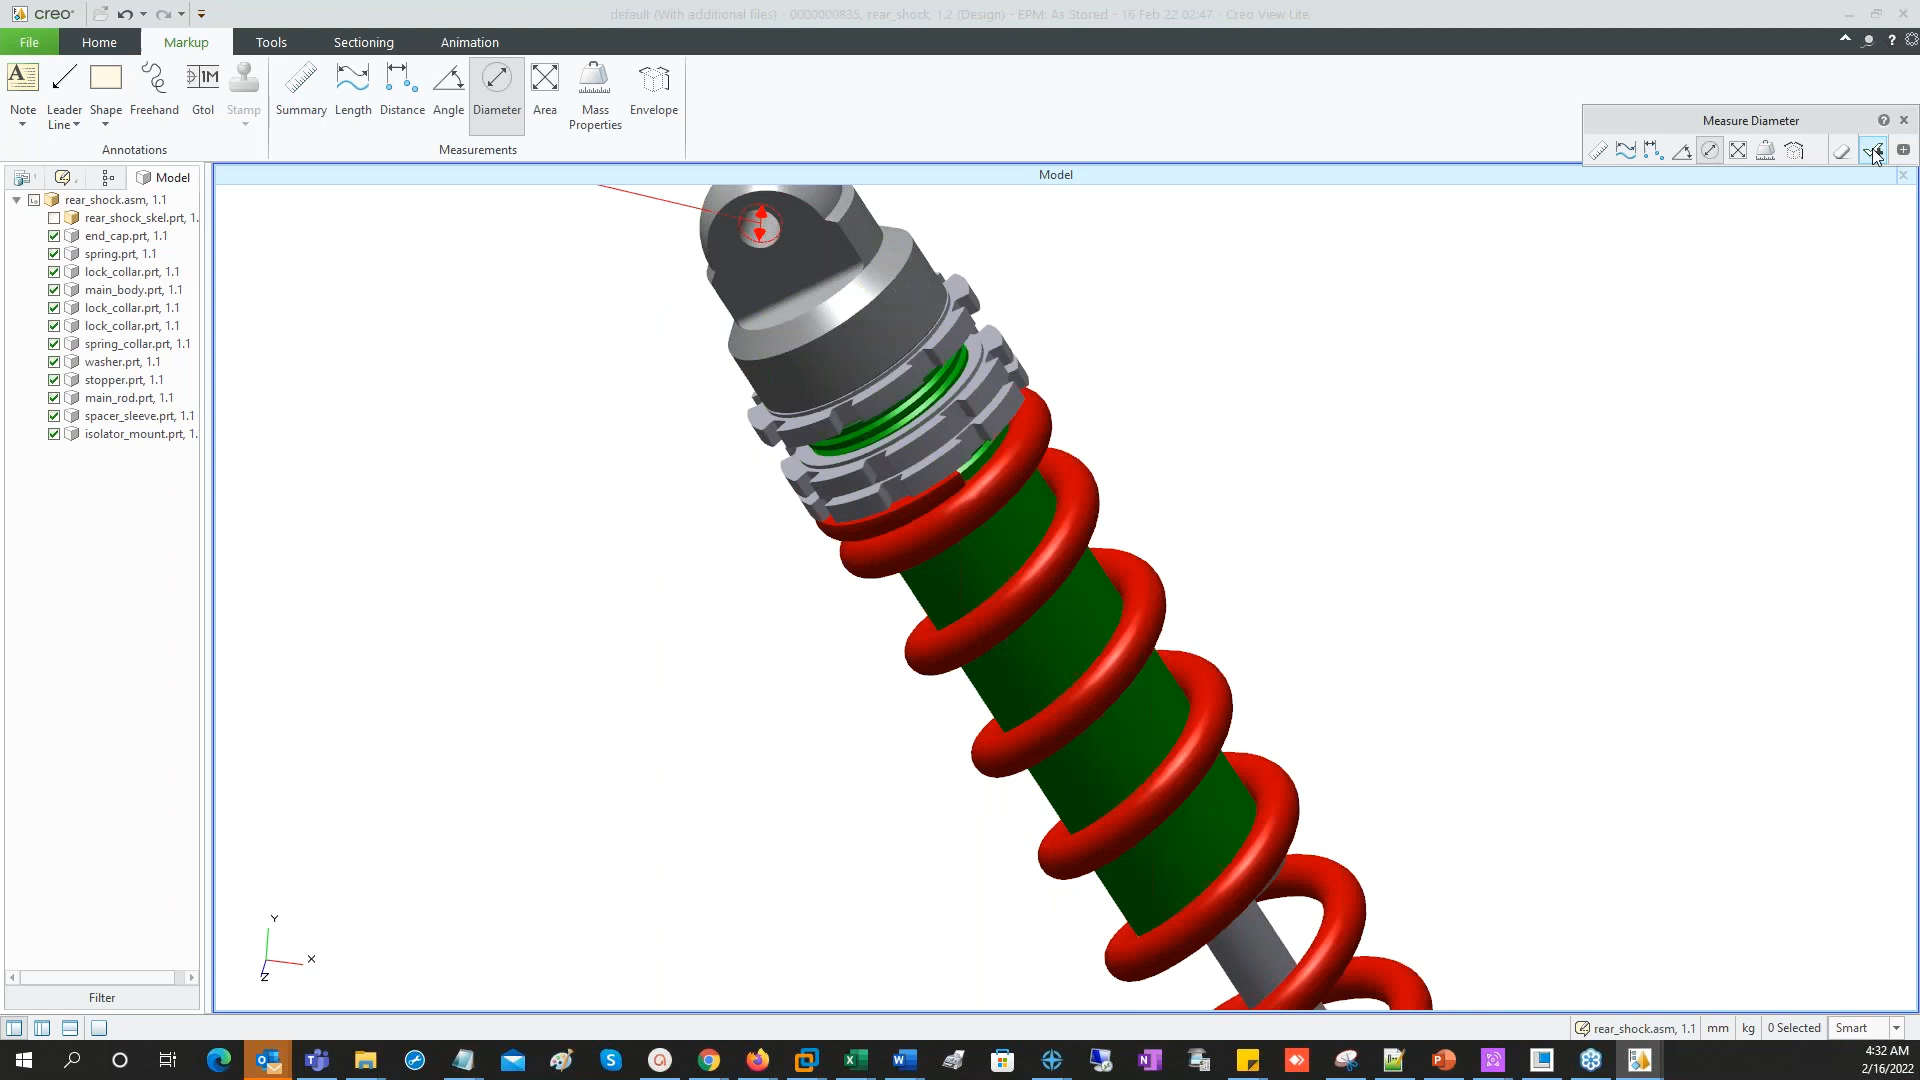 creo
default (With additional files) - 0000000835, rear_shock, 1.2 (Design) - EPM: As Stored - 16 Feb 22 02:47 - Creo View Lite
File Home Markup Tools Sectioning Animation
Note Leader Line Shape Freehand Gtol Stamp
Summary Length Distance Angle Diameter Area Mass Properties Envelope
Annotations Measurements
Measure Diameter
Model
Model
rear_shock.asm, 1.1
rear_shock_skel.prt, 1.
end_cap.prt, 1.1
spring.prt, 1.1
lock_collar.prt, 1.1
main_body.prt, 1.1
lock_collar.prt, 1.1
lock_collar.prt, 1.1
spring_collar.prt, 1.1
washer.prt, 1.1
stopper.prt, 1.1
main_rod.prt, 1.1
spacer_sleeve.prt, 1.1
isolator_mount.prt, 1.
Y
X
Z
Filter
rear_shock.asm, 1.1 mm kg 0 Selected Smart
4:32 AM
2/16/2022